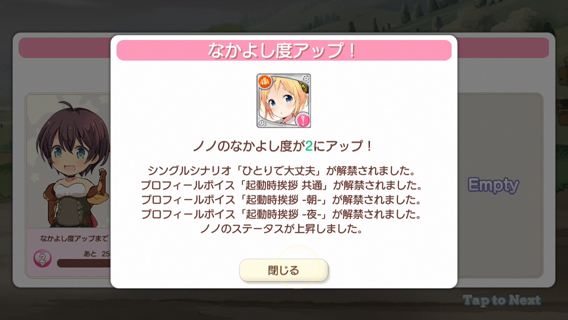 なかよし度アップ！
ノノのなかよし度が2にアップ！
シングルシナリオ「ひとりで大丈夫」が解禁されました。
プロフィールボイス「起動時挨拶 共通」が解禁されました。
プロフィールボイス「起動時挨拶 -朝-」が解禁されました。
プロフィールボイス「起動時挨拶 -夜-」が解禁されました。
ノノのステータスが上昇しました。
閉じる
なかよし度アップまで
あと 25
Empty
Tap to Next